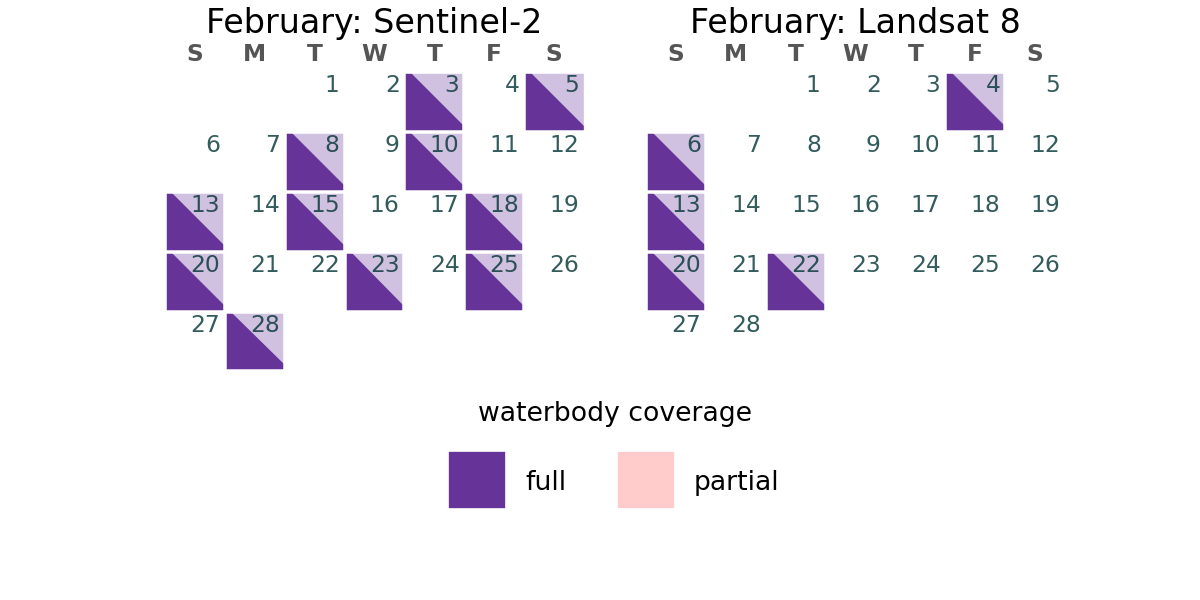 February: Sentinel-2
S M T W T F S
1 2 3 4 5
6 7 8 9 10 11 12
13 14 15 16 17 18 19
20 21 22 23 24 25 26
27 28
February: Landsat 8
S M T W T F S
1 2 3 4 5
6 7 8 9 10 11 12
13 14 15 16 17 18 19
20 21 22 23 24 25 26
27 28
waterbody coverage
full
partial